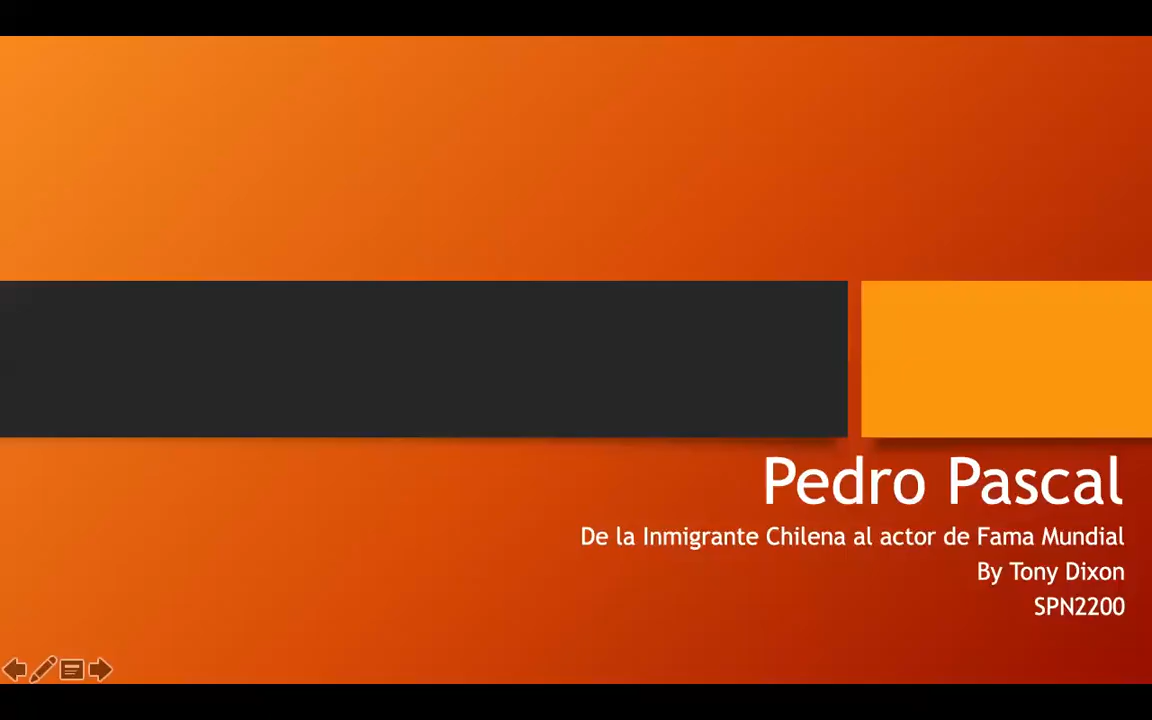 Pedro Pascal
De la Inmigrante Chilena al actor de Fama Mundial
By Tony Dixon
SPN2200